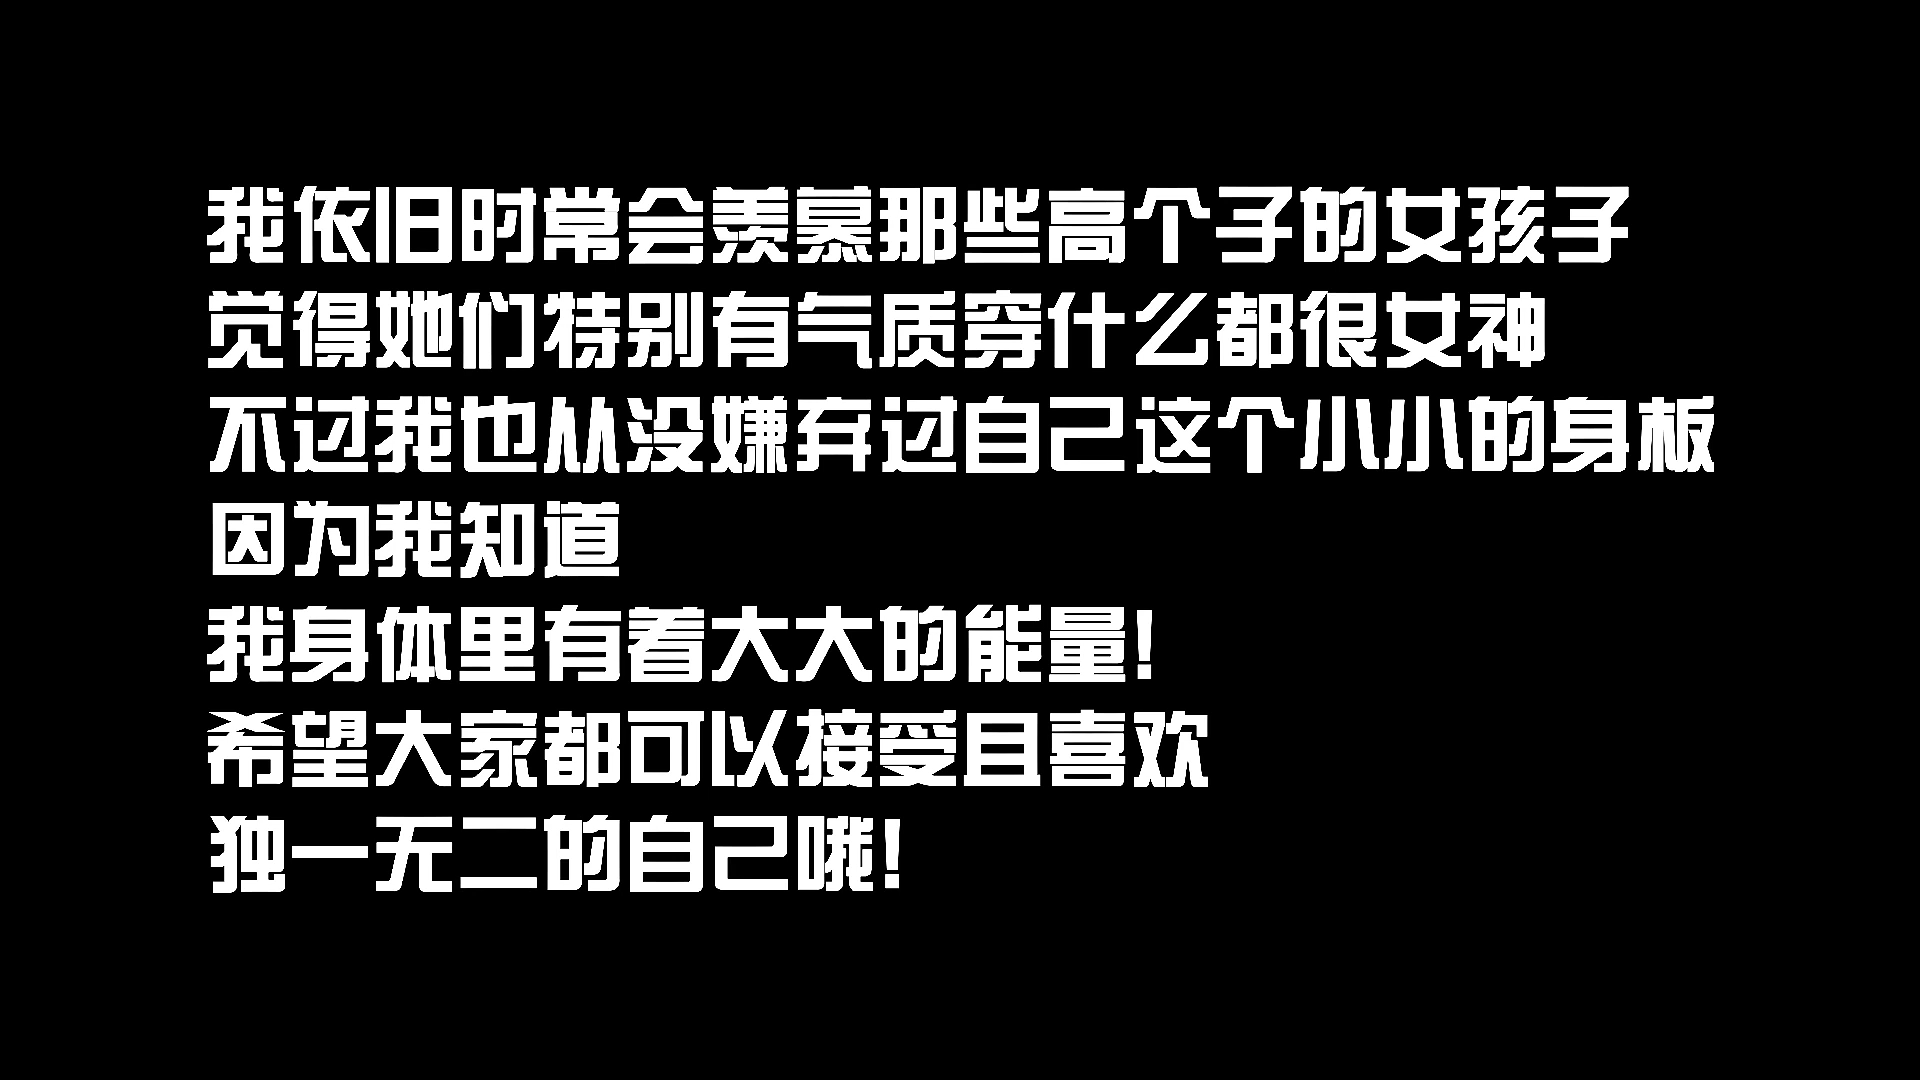 我依旧时常会羡慕那些高个子的女孩子
觉得她们特别有气质穿什么都很女神
不过我也从没嫌弃过自己这个小小的身板
因为我知道
我身体里有着大大的能量!
希望大家都可以接受且喜欢
独一无二的自己哦!